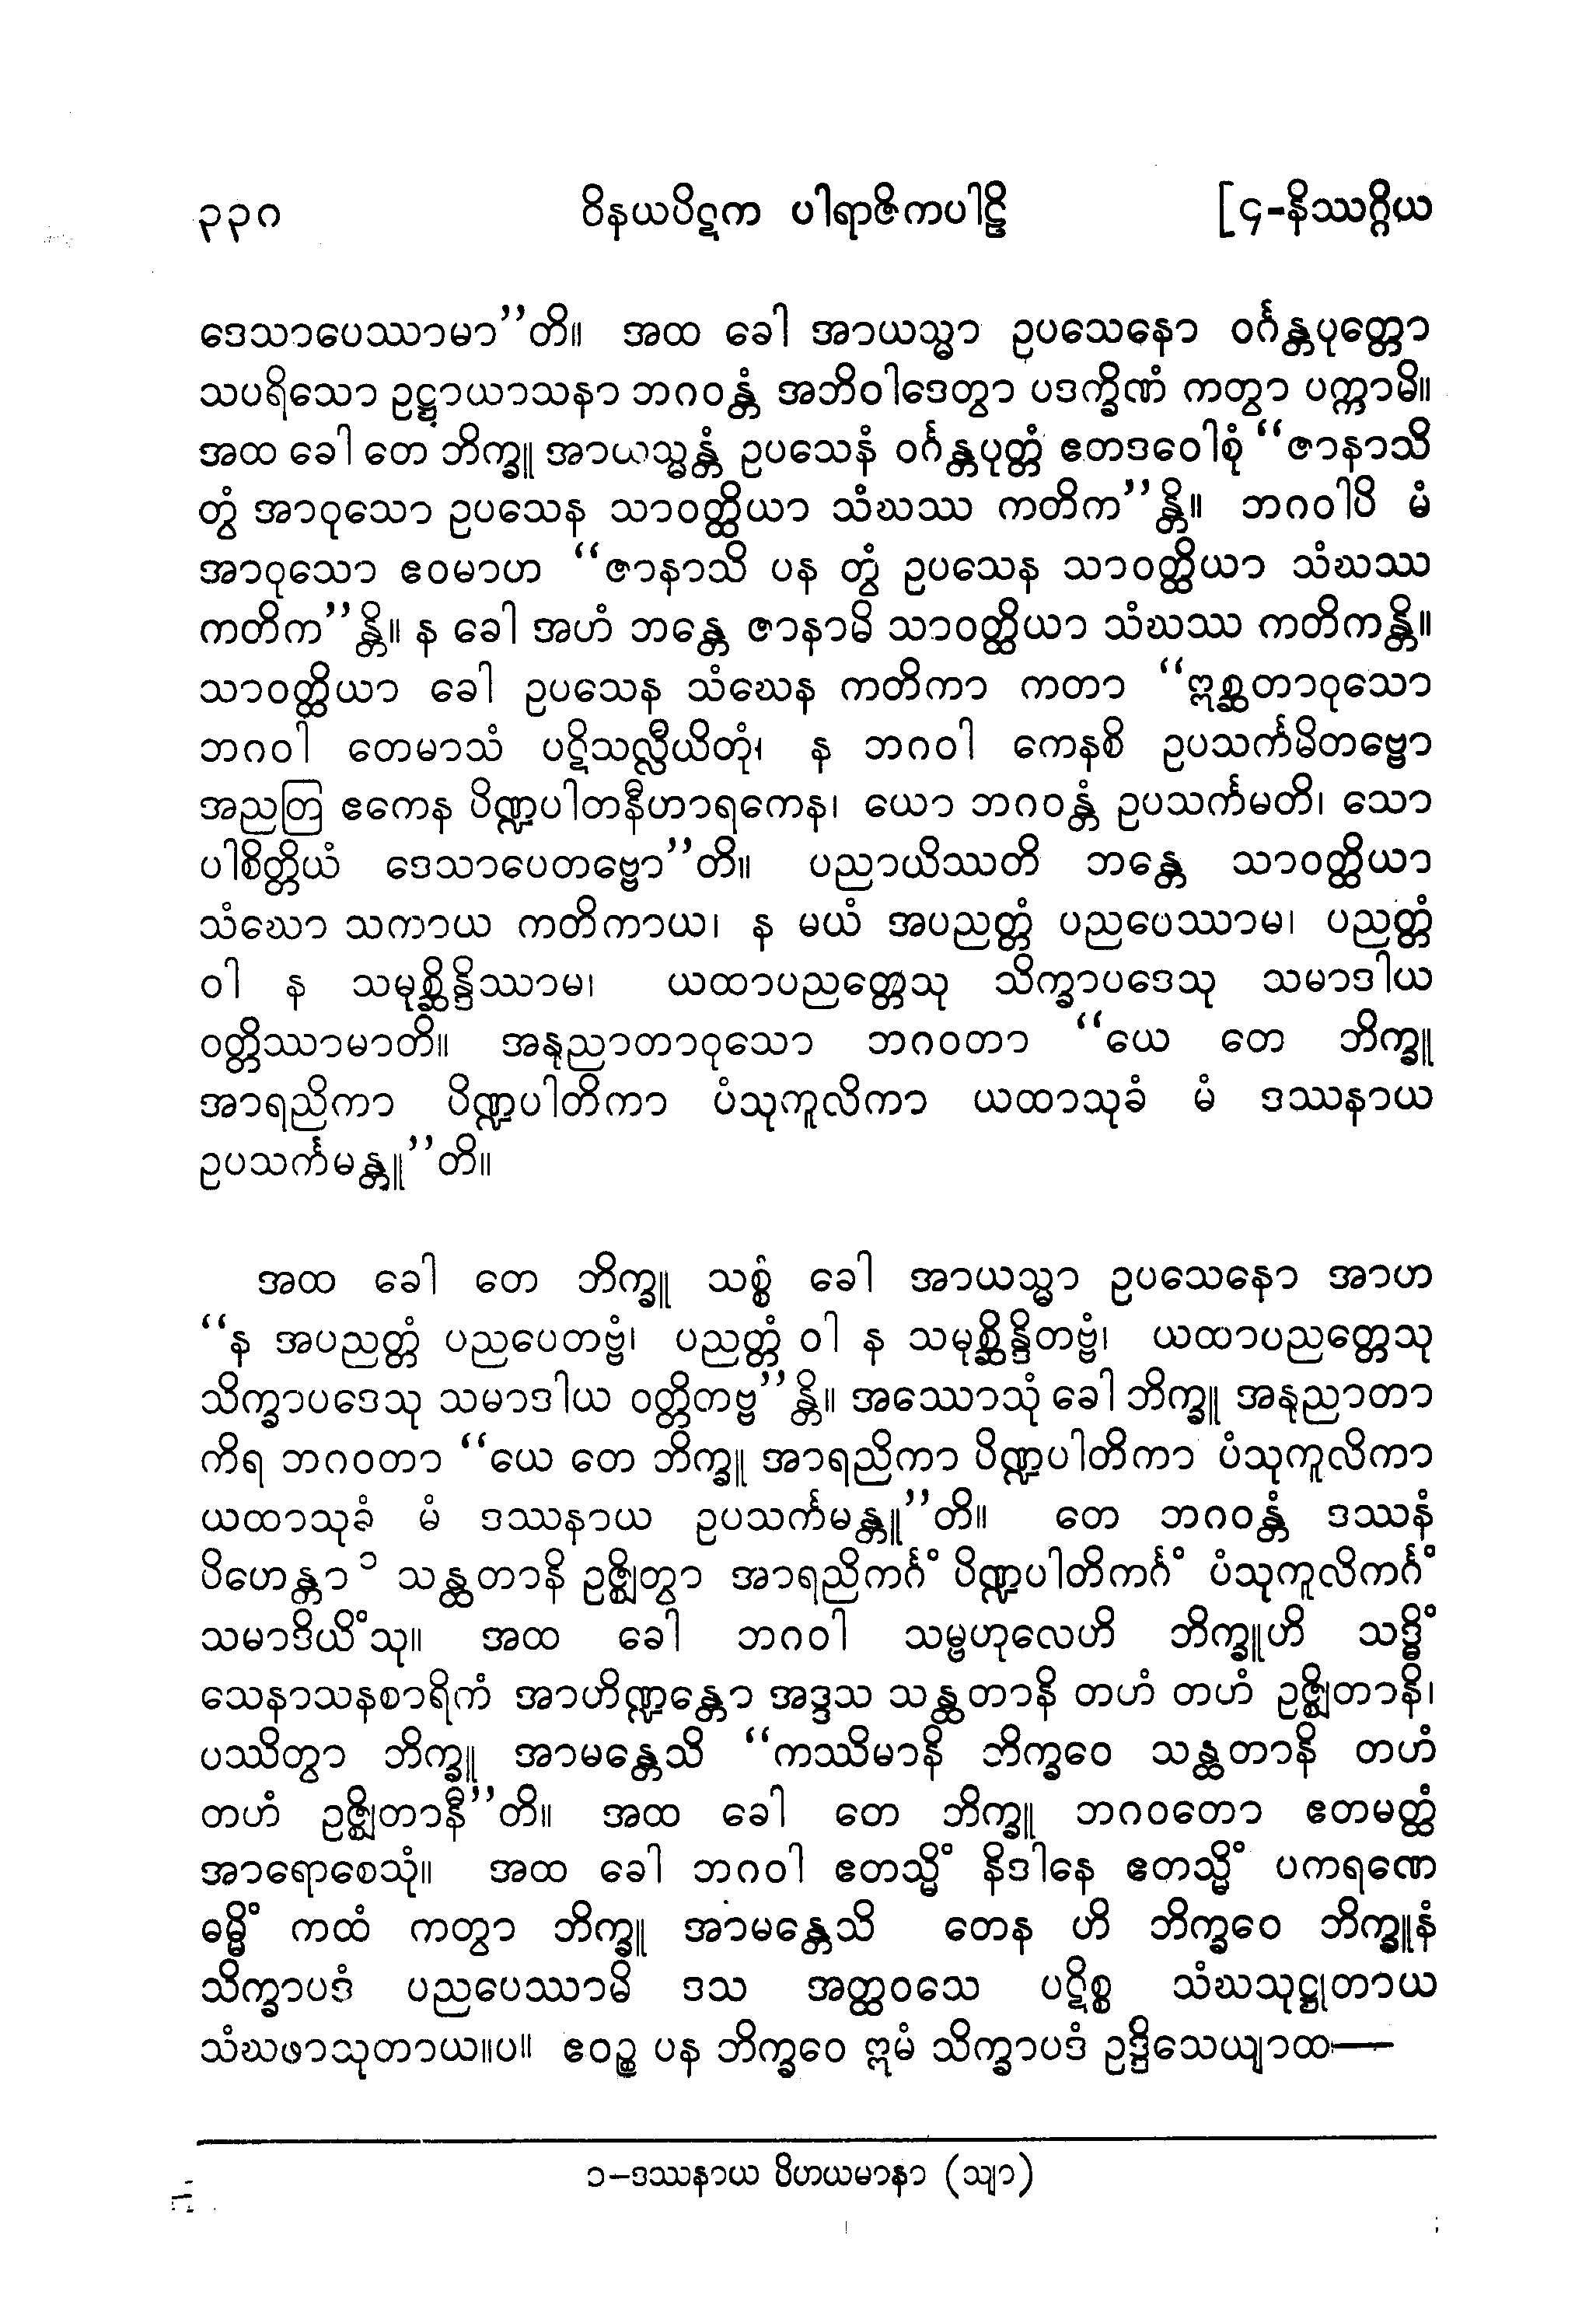 ၃၃၈ ဝိနယပိဋက ပါရာဇိကပါဠိ [၄-နိဿဂ္ဂိယ
ဒေသာပေဿာမာ’’တိ။ အထ ခေါ အာယသ္မာ ဥပသေနော ဝင်္ဂန္တပုတ္တော
သပရိသော ဥဋ္ဌာယာသနာ ဘဂဝန္တံ အဘိဝါဒေတွာ ပဒက္ခိဏံ ကတွာ ပက္ကာမိ။
အထ ခေါ တေ ဘိက္ခူ အာယသ္မန္တံ ဥပသေနံ ဝင်္ဂန္တပုတ္တံ ဧတဒဝေါစုံ ‘‘ဇာနာသိ
တွံ အာဝုသော ဥပသေန သာဝတ္ထိယာ သံဃဿ ကတိက’’န္တိ။ ဘဂဝါပိ မံ
အာဝုသော ဧဝမာဟ ‘‘ဇာနာသိ ပန တွံ ဥပသေန သာဝတ္ထိယာ သံဃဿ
ကတိက’’န္တိ။ န ခေါ အဟံ ဘန္တေ ဇာနာမိ သာဝတ္ထိယာ သံဃဿ ကတိကန္တိ။
သာဝတ္ထိယာ ခေါ ဥပသေန သံဃေန ကတိကာ ကတာ ‘‘ဣစ္ဆတာဝုသော
ဘဂဝါ တေမာသံ ပဋိသလ္လီယိတုံ၊ န ဘဂဝါ ကေနစိ ဥပသင်္ကမိတဗ္ဗော
အညတြ ဧကေန ပိဏ္ဍပါတနီဟာရကေန၊ ယော ဘဂဝန္တံ ဥပသင်္ကမတိ၊ သော
ပါစိတ္တိယံ ဒေသာပေတဗ္ဗော’’တိ။ ပညာယိဿတိ ဘန္တေ သာဝတ္ထိယာ
သံဃော သကာယ ကတိကာယ၊ န မယံ အပညတ္တံ ပညပေဿာမ၊ ပညတ္တံ
ဝါ န သမုစ္ဆိန္ဒိဿာမ၊ ယထာပညတ္တေသု သိက္ခာပဒေသု သမာဒါယ
ဝတ္တိဿာမာတိ။ အနုညာတာဝုသော ဘဂဝတာ ‘‘ယေ တေ ဘိက္ခူ
အာရညိကာ ပိဏ္ဍပါတိကာ ပံသုကူလိကာ ယထာသုခံ မံ ဒဿနာယ
ဥပသင်္ကမန္တူ’’တိ။
အထ ခေါ တေ ဘိက္ခူ သစ္စံ ခေါ အာယသ္မာ ဥပသေနော အာဟ
‘‘န အပညတ္တံ ပညပေတဗ္ဗံ၊ ပညတ္တံ ဝါ န သမုစ္ဆိန္ဒိတဗ္ဗံ၊ ယထာပညတ္တေသု
သိက္ခာပဒေသု သမာဒါယ ဝတ္တိတဗ္ဗ’’န္တိ။ အဿောသုံ ခေါ ဘိက္ခူ အနုညာတာ
ကိရ ဘဂဝတာ ‘‘ယေ တေ ဘိက္ခူ အာရညိကာ ပိဏ္ဍပါတိကာ ပံသုကူလိကာ
ယထာသုခံ မံ ဒဿနာယ ဥပသင်္ကမန္တူ’’တိ။ တေ ဘဂဝန္တံ ဒဿနံ
ပိဟေန္တာ ၁ သန္ထတာနိ ဥဇ္ဈိတွာ အာရညိကင်္ဂံ ပိဏ္ဍပါတိကင်္ဂံ ပံသုကူလိကင်္ဂံ
သမာဒိယိံသု။ အထ ခေါ ဘဂဝါ သမ္ဗဟုလေဟိ ဘိက္ခူဟိ သဒ္ဓိံ
သေနာသနစာရိကံ အာဟိဏ္ဍန္တော အဒ္ဒသ သန္ထတာနိ တဟံ တဟံ ဥဇ္ဈိတာနိ၊
ပဿိတွာ ဘိက္ခူ အာမန္တေသိ ‘‘ကဿိမာနိ ဘိက္ခဝေ သန္ထတာနိ တဟံ
တဟံ ဥဇ္ဈိတာနီ’’တိ။ အထ ခေါ တေ ဘိက္ခူ ဘဂဝတော ဧတမတ္ထံ
အာရောစေသုံ။ အထ ခေါ ဘဂဝါ ဧတသ္မိံ နိဒါနေ ဧတသ္မိံ ပကရဏေ
ဓမ္မိံ ကထံ ကတွာ ဘိက္ခူ အာမန္တေသိ တေန ဟိ ဘိက္ခဝေ ဘိက္ခူနံ
သိက္ခာပဒံ ပညပေဿာမိ ဒသ အတ္ထဝသေ ပဋိစ္စ သံဃသုဋ္ဌုတာယ
သံဃဖာသုတာယ။ပ။ ဧဝဉ္စ ပန ဘိက္ခဝေ ဣမံ သိက္ခာပဒံ ဥဒ္ဒိသေယျာထ—
၁-ဒဿနာယ ပိဟယမာနာ (သျာ)